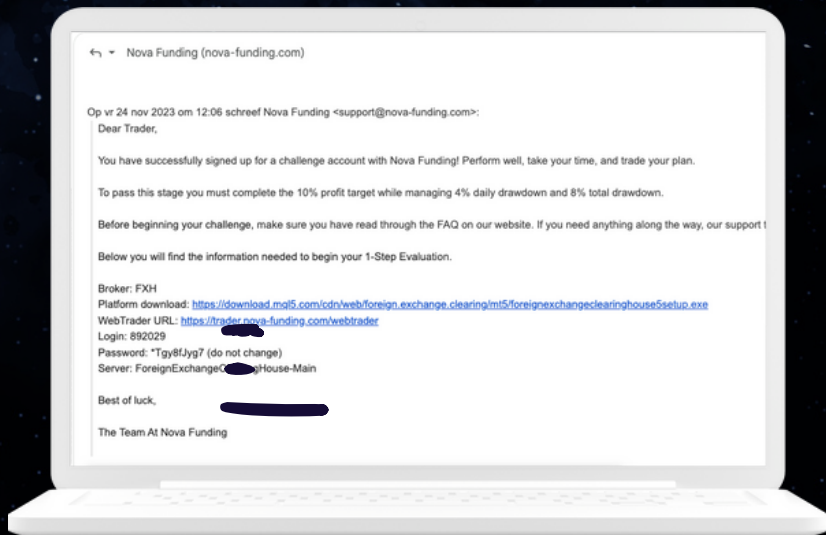 Nova Funding (nova-funding.com)
Op vr 24 nov 2023 om 12:06 schreef Nova Funding <support@nova-funding.com>:
Dear Trader,
You have successfully signed up for a challenge account with Nova Funding! Perform well, take your time, and trade your plan.
To pass this stage you must complete the 10% profit target while managing 4% daily drawdown and 8% total drawdown.
Before beginning your challenge, make sure you have read through the FAQ on our website. If you need anything along the way, our support
Below you will find the information needed to begin your 1-Step Evaluation.
Broker: FXH
Platform download: https://download.mql5.com/cdn/web/foreign.exchange.clearing/mt5/foreignexchangeclearinghouse5setup.exe
WebTrader URL: https://trader.nova-funding.com/webtrader
Login: 892029
Password: *Tgy8fJyg7 (do not change)
Server: ForeignExchangeC gHouse-Main
Best of luck,
The Team At Nova Funding